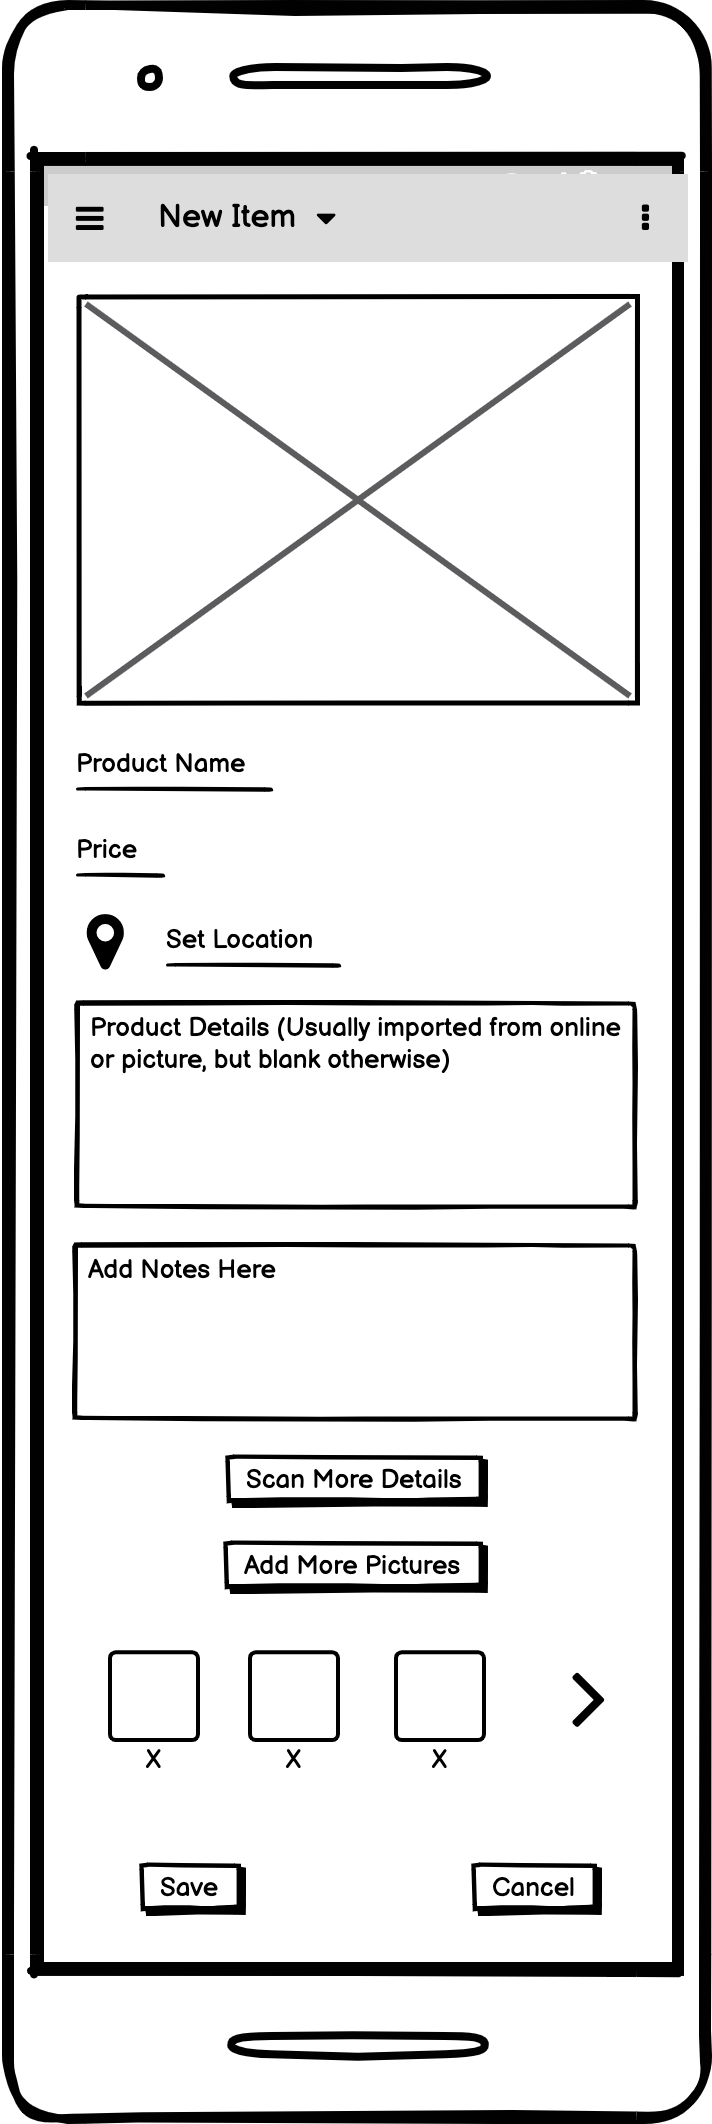 New Item
Product Name
Price
Set Location
Product Details (Usually imported from online
or picture, but blank otherwise)
Add Notes Here
Scan More Details
Add More Pictures
X X X
Save Cancel